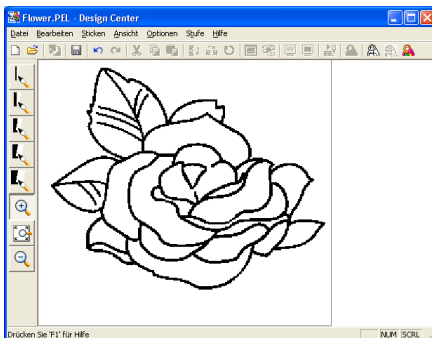 Flower.PEL - Design Center
Datei Bearbeiten Sticken Ansicht Optionen Stufe Hilfe
Drücken Sie 'F1' für Hilfe NUM SCRL